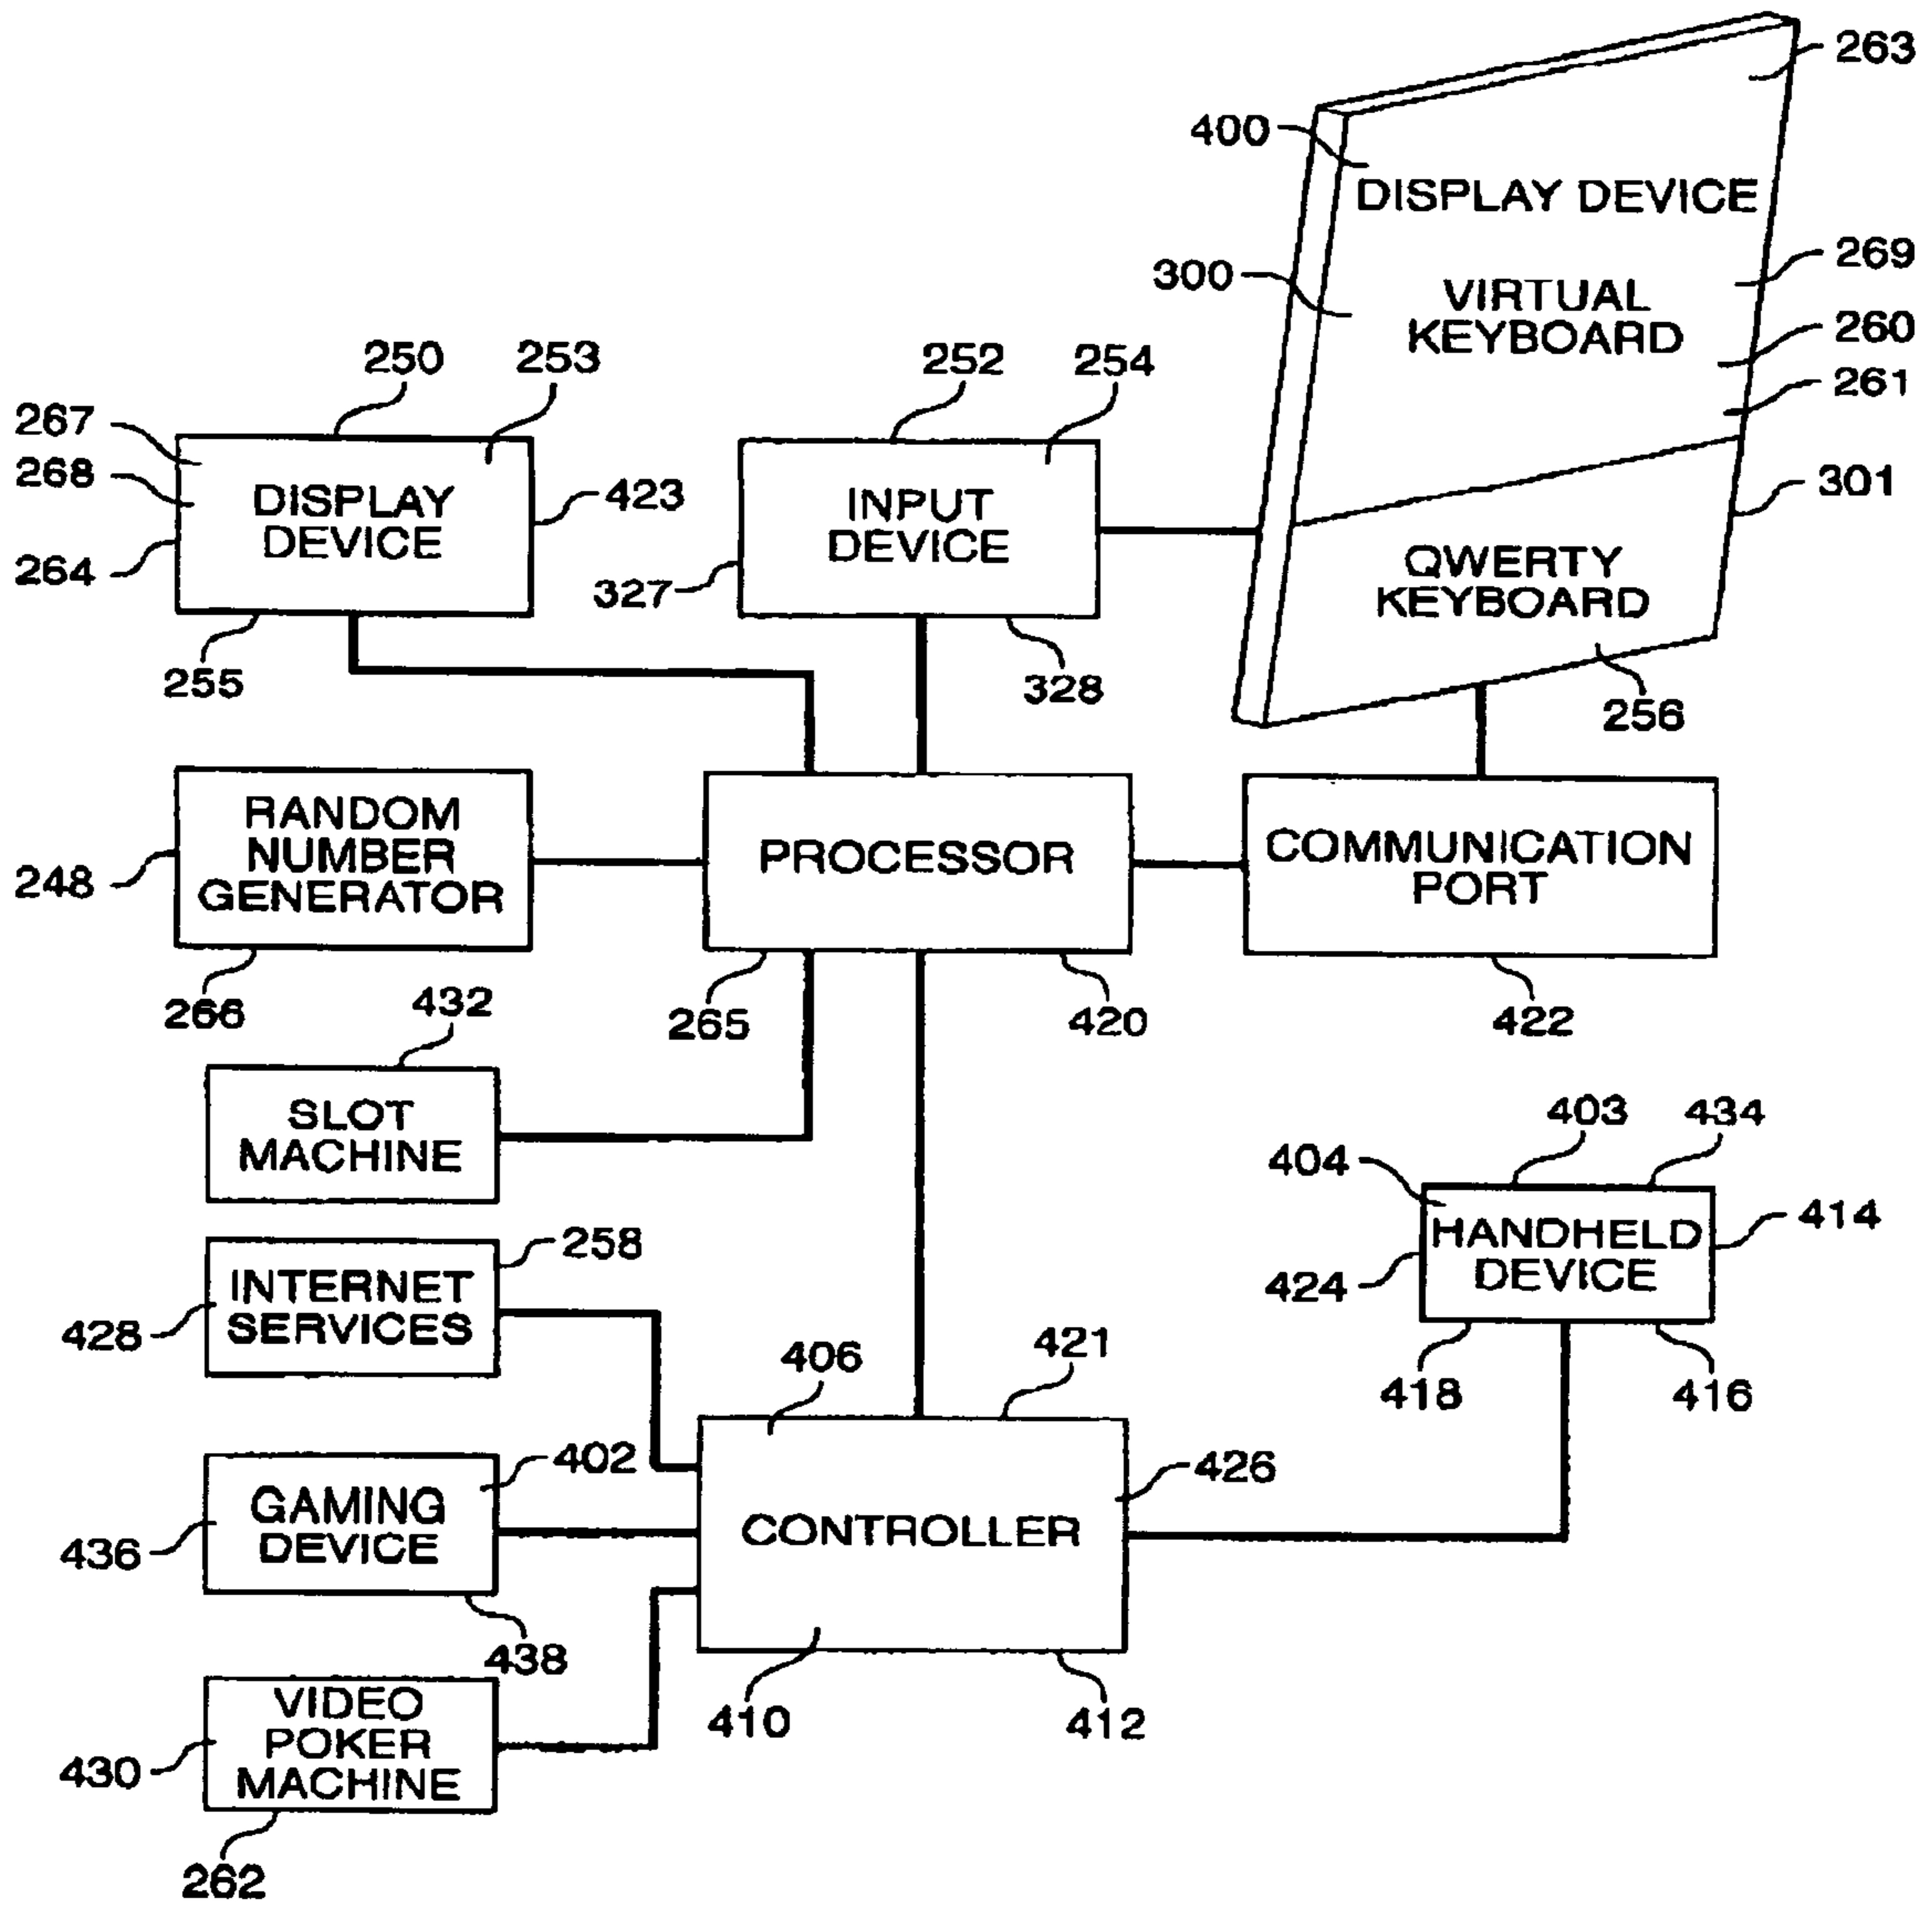 263
400
DISPLAY DEVICE
269
300
VIRTUAL
KEYBOARD
260
261
250
253
252
254
267
268
264
DISPLAY
DEVICE
423
INPUT
DEVICE
327
301
QWERTY
KEYBOARD
255
328
256
RANDOM
NUMBER
GENERATOR
248
PROCESSOR
COMMUNICATION
PORT
266
265
420
422
432
SLOT
MACHINE
403
434
404
HANDHELD
DEVICE
414
424
418
416
258
INTERNET
SERVICES
428
406
421
402
GAMING
DEVICE
436
426
CONTROLLER
438
410
412
VIDEO
POKER
MACHINE
430
262